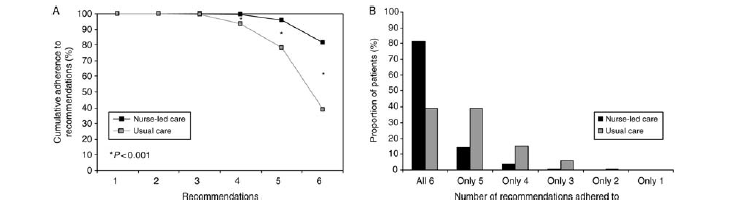 A
Cumulative adherence to
recommendations (%)
100
90
80
70
60
50
40
30
20
10
0
Nurse-led care
Usual care
*P<0.001
*
*
*
1 2 3 4 5 6
Recommendations
B
Proportion of patients (%)
100
90
80
70
60
50
40
30
20
10
0
Nurse-led care
Usual care
All 6 Only 5 Only 4 Only 3 Only 2 Only 1
Number of recommendations adhered to